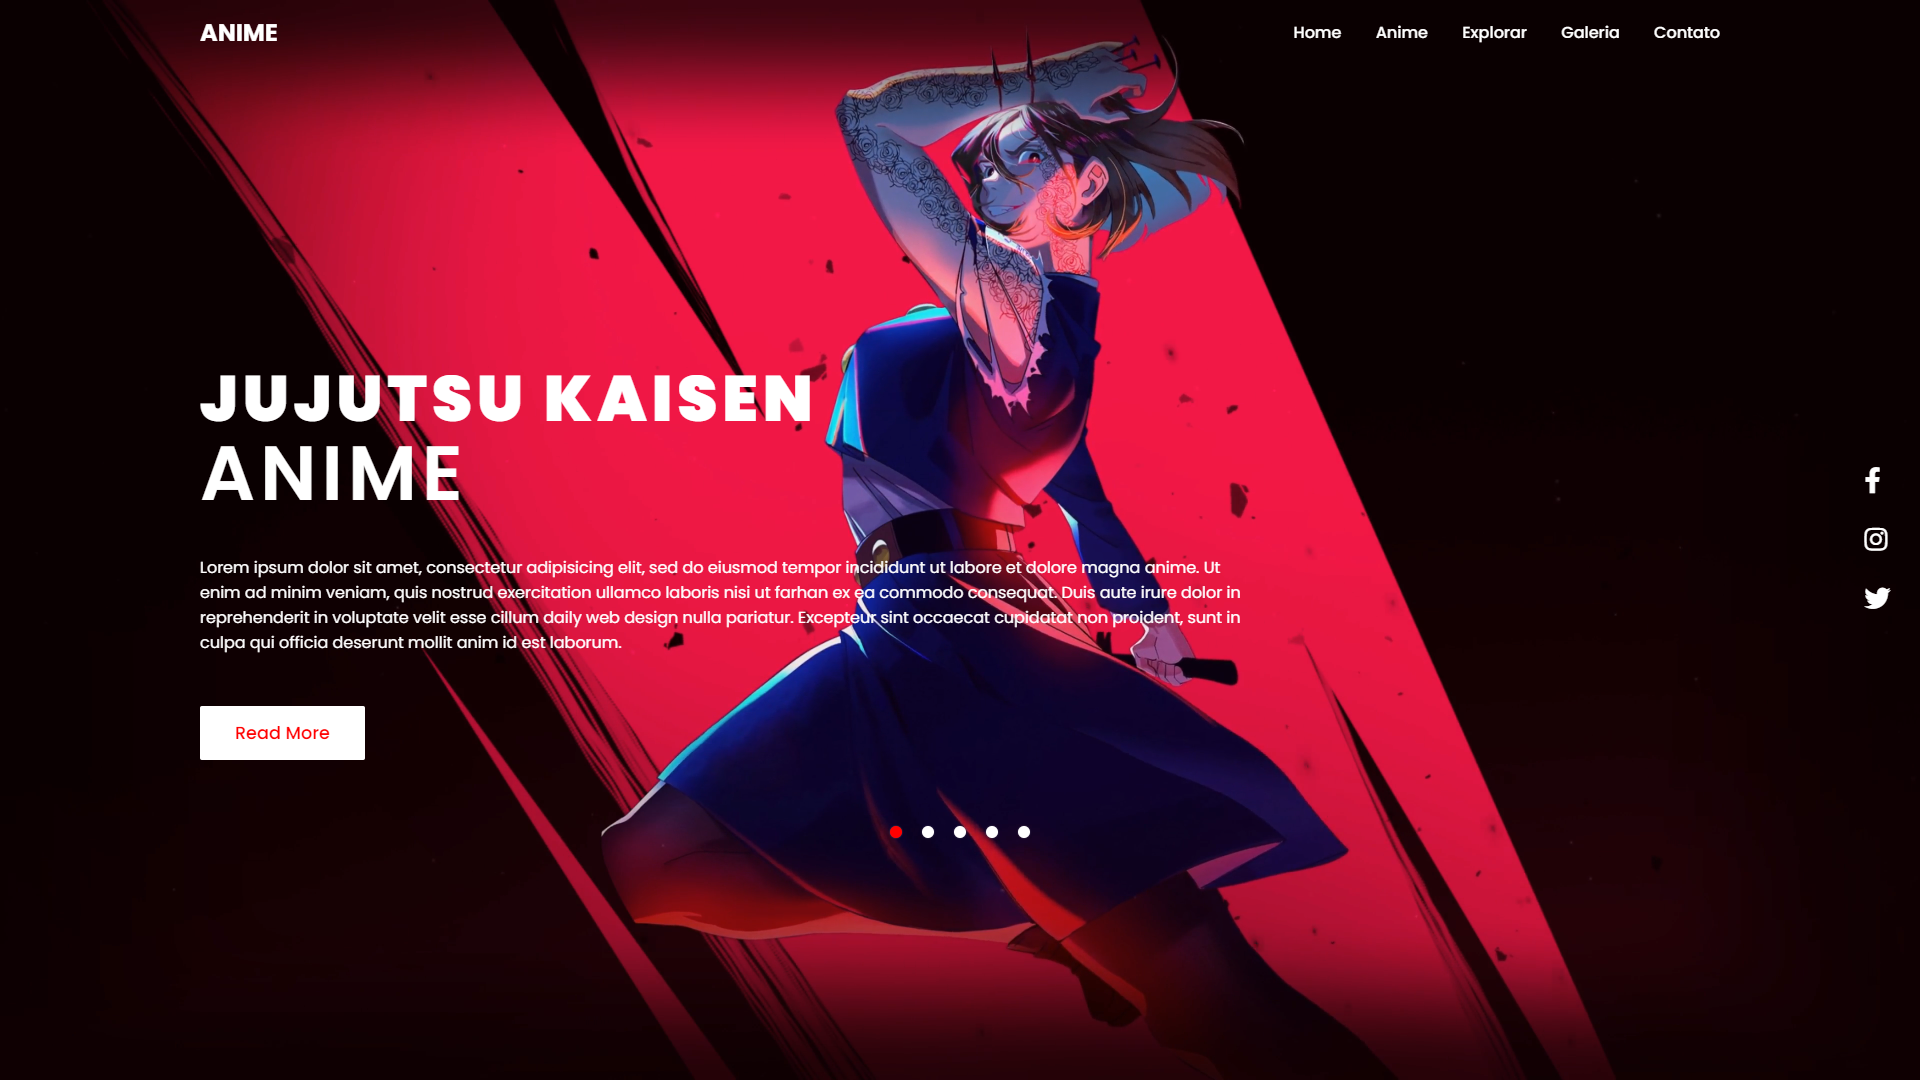 ANIME
Home Anime Explorar Galeria Contato
JUJUTSU KAISEN
ANIME
Lorem ipsum dolor sit amet, consectetur adipisicing elit, sed do eiusmod tempor incididunt ut labore et dolore magna anime. Ut
enim ad minim veniam, quis nostrud exercitation ullamco laboris nisi ut farhan ex ea commodo consequat. Duis aute irure dolor in
reprehenderit in voluptate velit esse cillum daily web design nulla pariatur. Excepteur sint occaecat cupidatat non proident, sunt in
culpa qui officia deserunt mollit anim id est laborum.
Read More